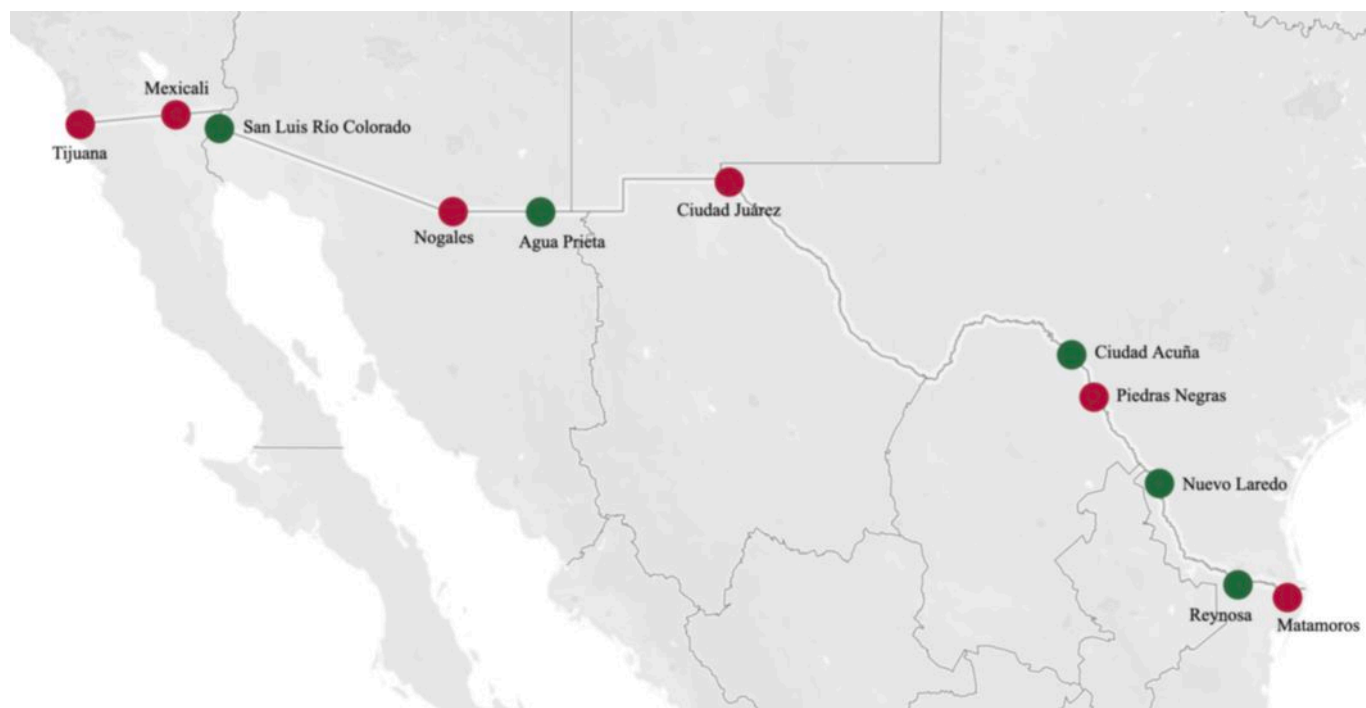 Mexicali
San Luis Río Colorado
Tijuana
Ciudad Juárez
Nogales
Agua Prieta
Ciudad Acuña
Piedras Negras
Nuevo Laredo
Reynosa
Matamoros